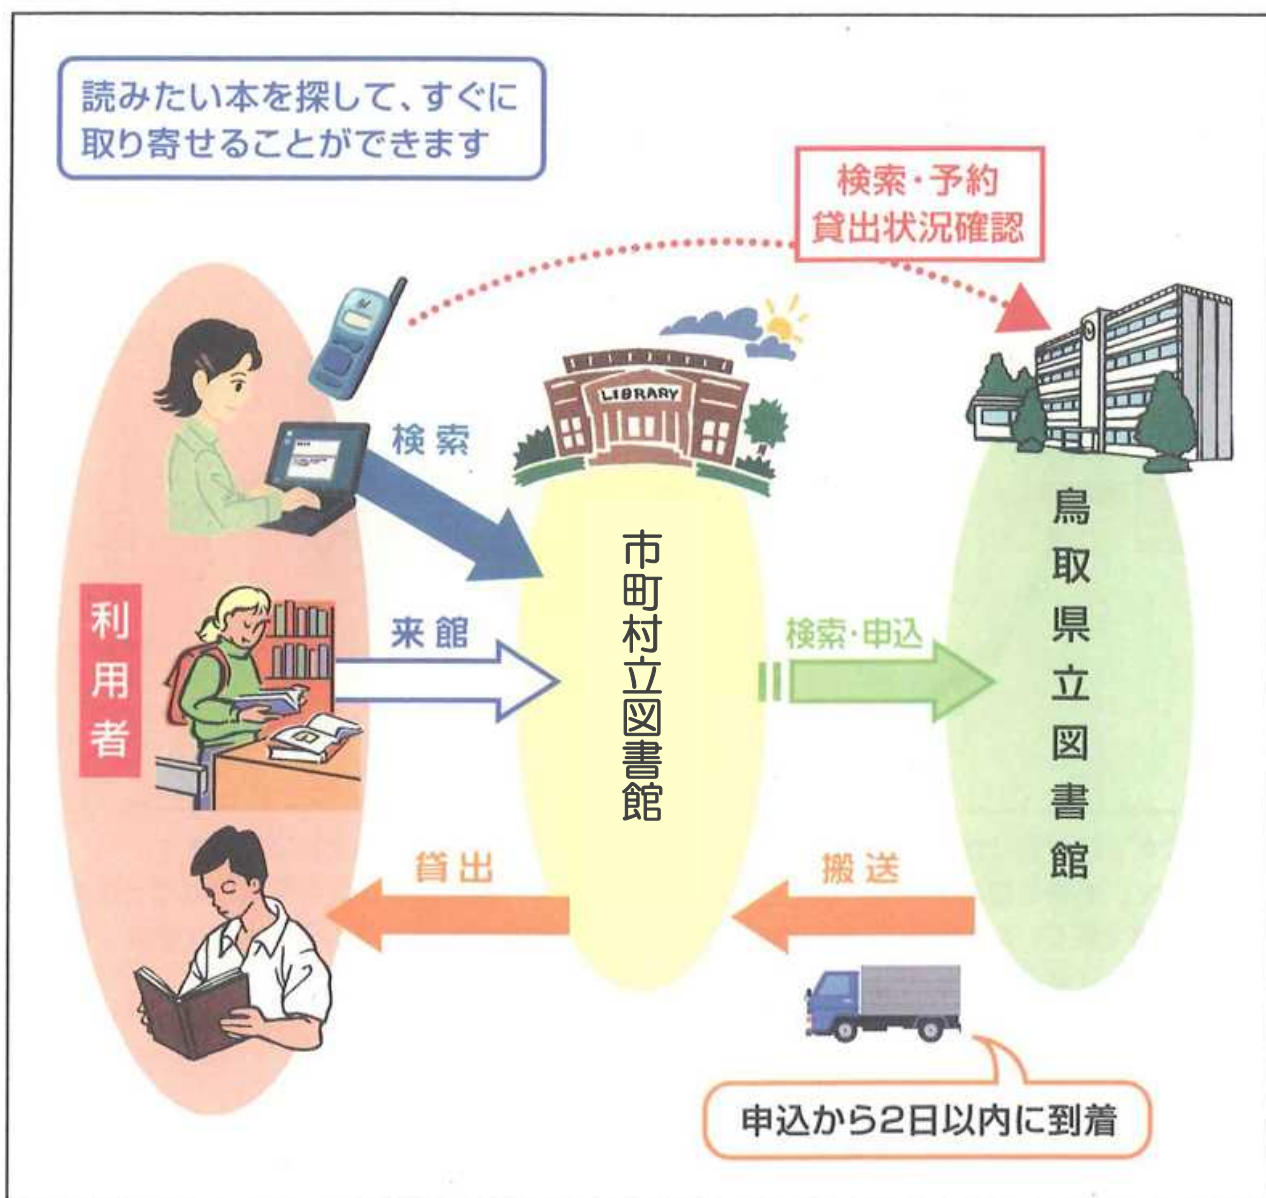 読みたい本を探して、すぐに
取り寄せることができます
検索・予約
貸出状況確認
LIBRARY
検索
利用者
来館
市町村立図書館
検索・申込
鳥取県立図書館
貸出
搬送
申込から2日以内に到着